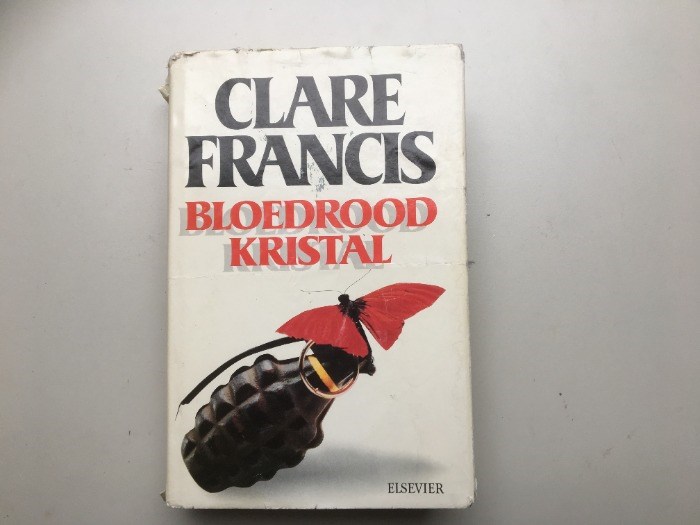 CLARE
FRANCIS
BLOEDROOD
KRISTAL
ELSEVIER